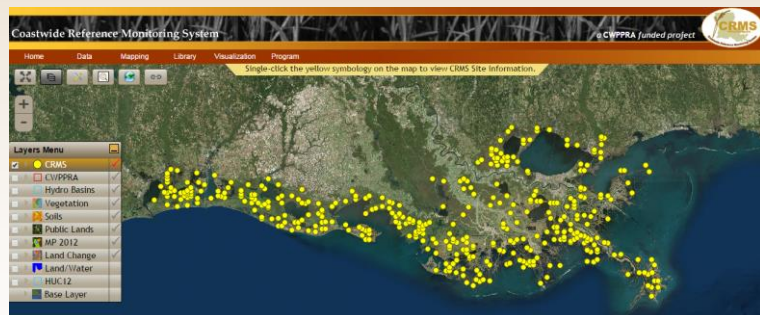 Coastwide Reference Monitoring System
a CWPPRA funded project
CRMS
Home Data Mapping Library Visualization Program
Single-click the yellow symbology on the map to view CRMS Site information.
Layers Menu
CRMS
CWPPRA
Hydro Basins
Vegetation
Soils
Public Lands
MP 2012
Land Change
Land/Water
HUC12
Base Layer